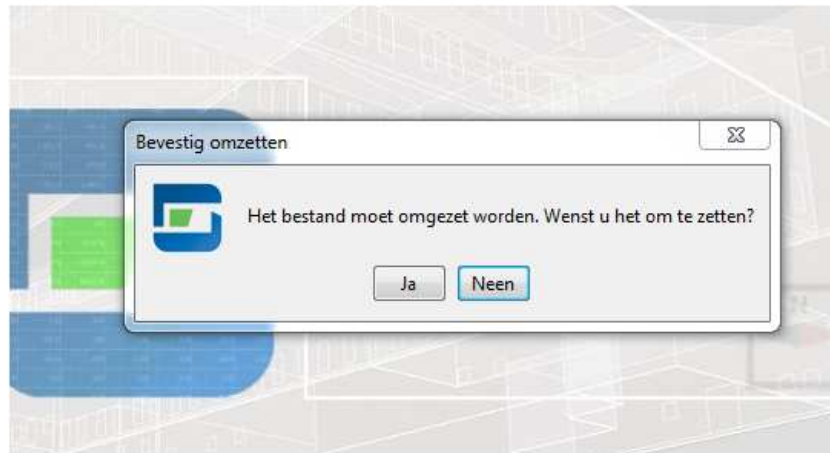 Bevestig omzetten
Het bestand moet omgezet worden. Wenst u het om te zetten?
Ja Neen